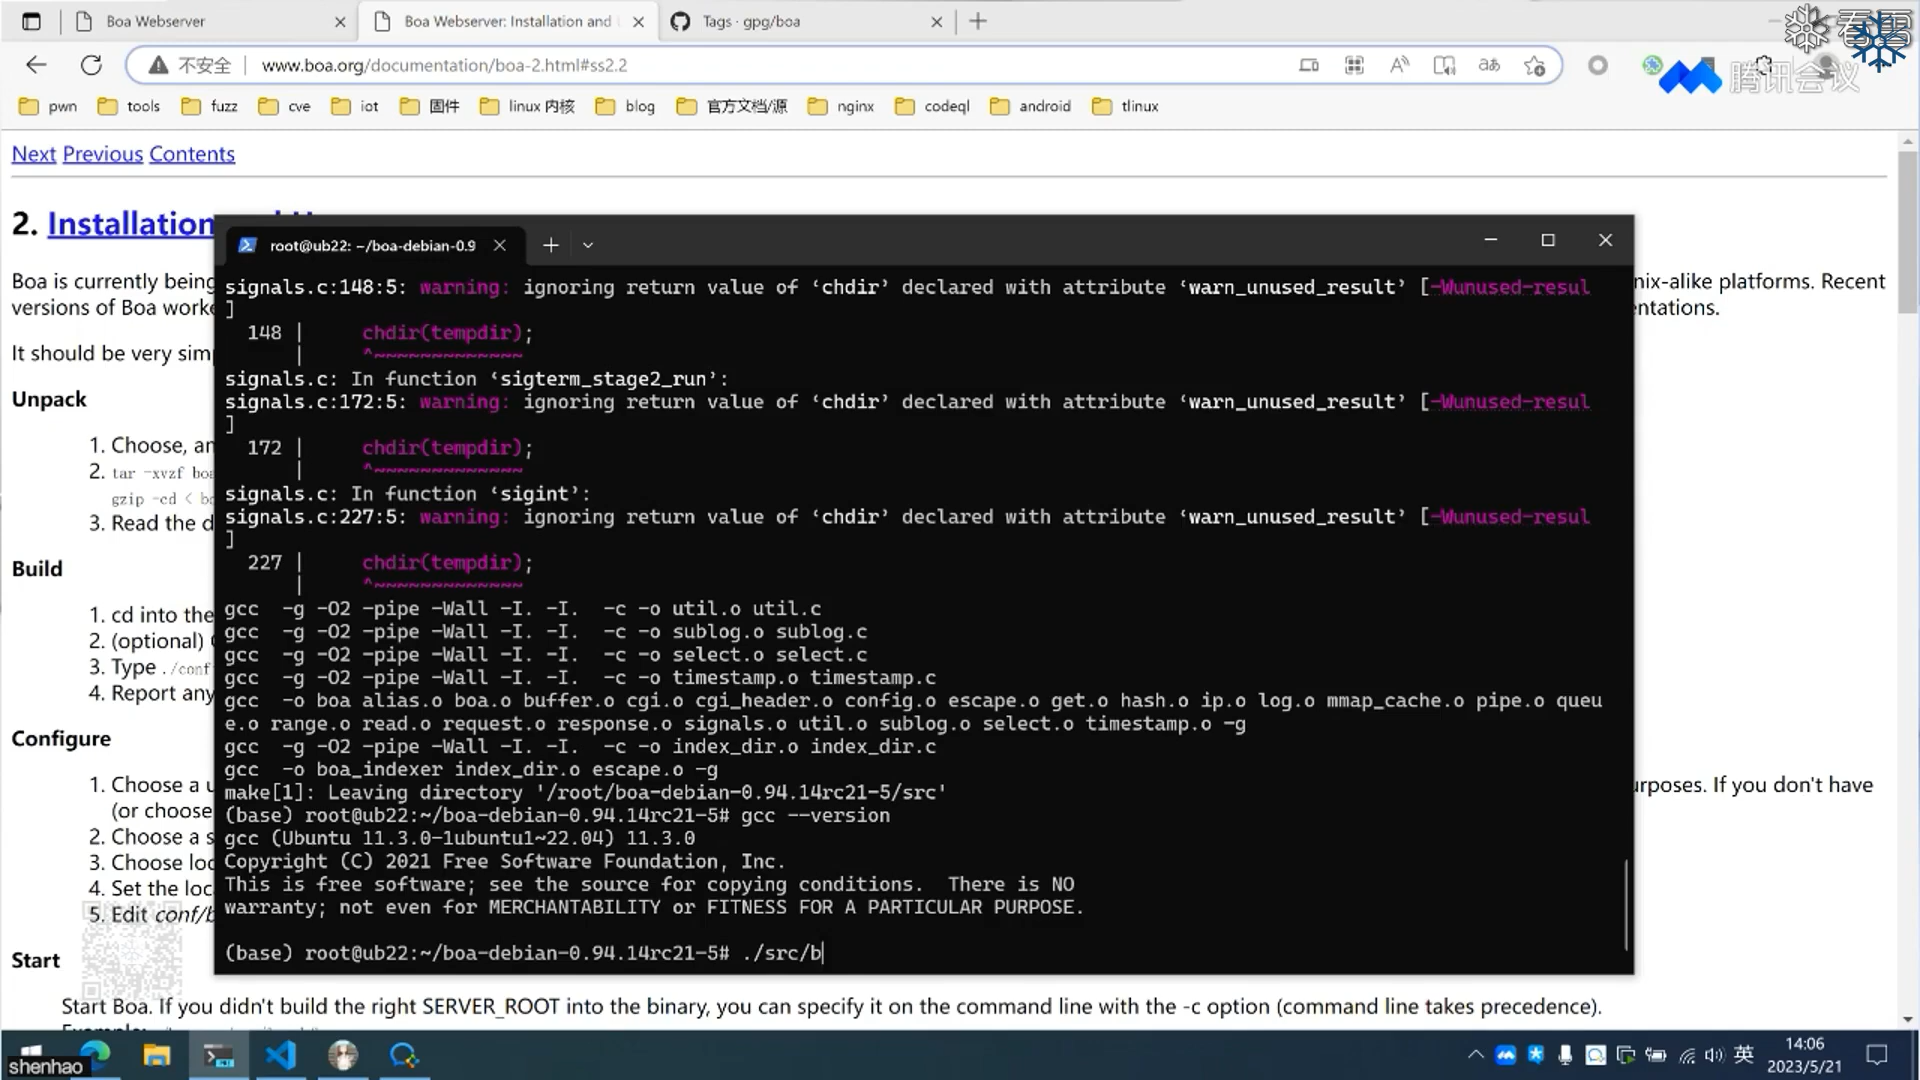 Boa Webserver
Boa Webserver: Installation and
Tags · gpg/boa
看雪
不安全
www.boa.org/documentation/boa-2.html#ss2.2
腾讯会议
pwn
tools
fuzz
cve
iot
固件
linux 内核
blog
官方文档/源
nginx
codeql
android
tlinux
Next Previous Contents
2. Installation
Boa is currently being
nix-alike platforms. Recent
versions of Boa worke
ntations.
It should be very sim
Unpack
1. Choose, an
2. tar -xvzf boa
gzip -cd <
3. Read the d
Build
1. cd into the
2. (optional)
3. Type ./conf
4. Report any
Configure
1. Choose a u
urposes. If you don't have
(or choose
2. Choose a s
3. Choose loc
4. Set the loc
5. Edit conf/b
Start
Start Boa. If you didn't build the right SERVER_ROOT into the binary, you can specify it on the command line with the -c option (command line takes precedence).
root@ub22: ~/boa-debian-0.9
signals.c:148:5: warning: ignoring return value of ‘chdir’ declared with attribute ‘warn_unused_result’ [-Wunused-resul
]
148 | chdir(tempdir);
| ^~~~~~~~~~~~~~
signals.c: In function ‘sigterm_stage2_run’:
signals.c:172:5: warning: ignoring return value of ‘chdir’ declared with attribute ‘warn_unused_result’ [-Wunused-resul
]
172 | chdir(tempdir);
| ^~~~~~~~~~~~~~
signals.c: In function ‘sigint’:
signals.c:227:5: warning: ignoring return value of ‘chdir’ declared with attribute ‘warn_unused_result’ [-Wunused-resul
]
227 | chdir(tempdir);
| ^~~~~~~~~~~~~~
gcc -g -O2 -pipe -Wall -I. -I. -c -o util.o util.c
gcc -g -O2 -pipe -Wall -I. -I. -c -o sublog.o sublog.c
gcc -g -O2 -pipe -Wall -I. -I. -c -o select.o select.c
gcc -g -O2 -pipe -Wall -I. -I. -c -o timestamp.o timestamp.c
gcc -o boa alias.o boa.o buffer.o cgi.o cgi_header.o config.o escape.o get.o hash.o ip.o log.o mmap_cache.o pipe.o queu
e.o range.o read.o request.o response.o signals.o util.o sublog.o select.o timestamp.o -g
gcc -g -O2 -pipe -Wall -I. -I. -c -o index_dir.o index_dir.c
gcc -o boa_indexer index_dir.o escape.o -g
make[1]: Leaving directory '/root/boa-debian-0.94.14rc21-5/src'
(base) root@ub22:~/boa-debian-0.94.14rc21-5# gcc --version
gcc (Ubuntu 11.3.0-1ubuntu1~22.04) 11.3.0
Copyright (C) 2021 Free Software Foundation, Inc.
This is free software; see the source for copying conditions. There is NO
warranty; not even for MERCHANTABILITY or FITNESS FOR A PARTICULAR PURPOSE.
(base) root@ub22:~/boa-debian-0.94.14rc21-5# ./src/b
shenhao
英
14:06
2023/5/21